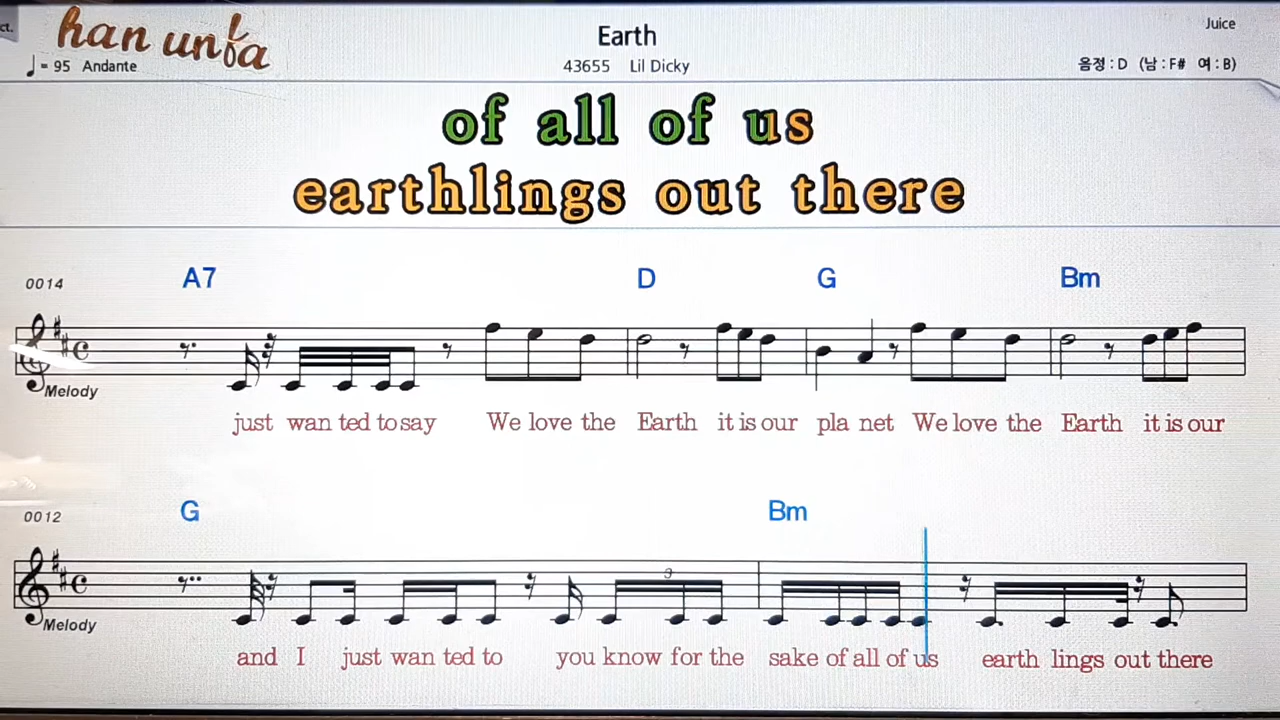 ct.
han unba
Earth
Juice
♩= 95 Andante
43655 Lil Dicky
음정 : D (남 : F# 여 : B)
of all of us
earthlings out there
0014
A7 D G Bm
Melody
just wan ted to say We love the Earth it is our pla net We love the Earth it is our
0012
G Bm
3
Melody
and I just wan ted to you know for the sake of all of us earth lings out there